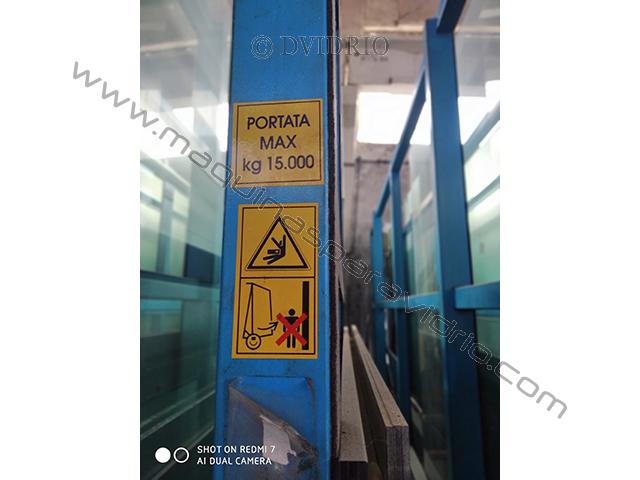 © DVIDRIO
www.maquinasparavidrio.com
PORTATA
MAX
kg 15.000
SHOT ON REDMI 7
AI DUAL CAMERA